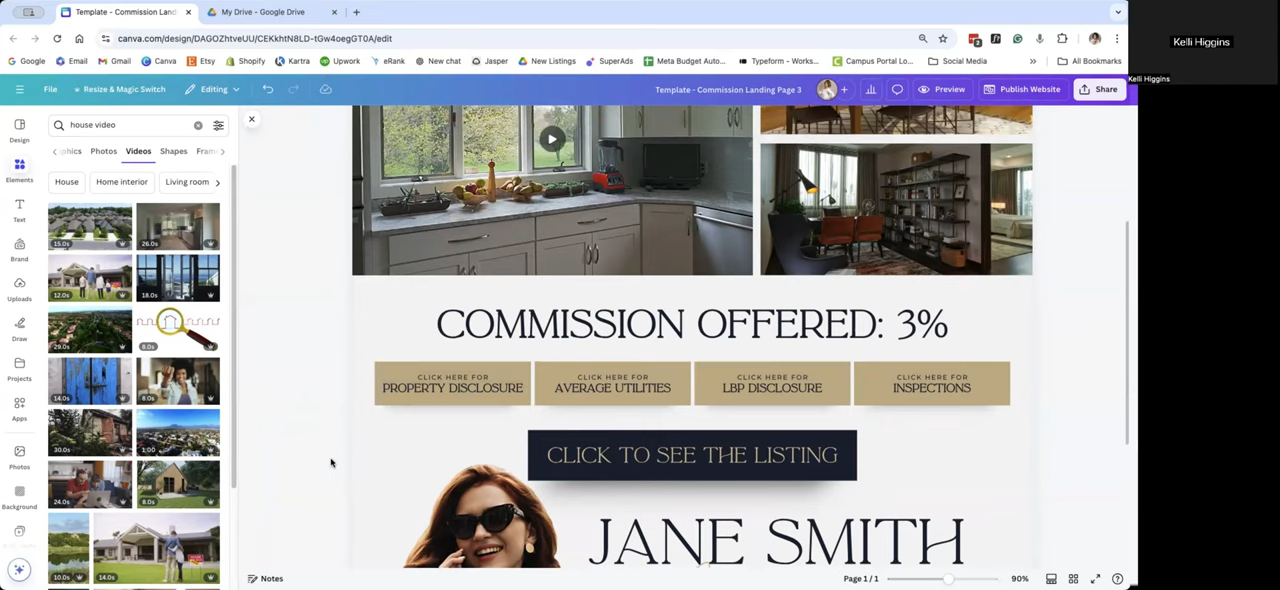 Template - Commission Land
My Drive - Google Drive
canva.com/design/DAGOZhtveUU/CEKkhtN8LD-tGw4oegGT0A/edit
Google
Email
Gmail
Canva
Etsy
Shopify
Kartra
Upwork
eRank
New chat
Jasper
New Listings
SuperAds
Meta Budget Auto...
Typeform - Works...
Campus Portal Lo...
Social Media
All Bookmarks
Kelli Higgins
Kelli Higgins
File
Resize & Magic Switch
Editing
Template - Commission Landing Page 3
Preview
Publish Website
Share
Design
Elements
Text
Brand
Uploads
Draw
Projects
Apps
Photos
Background
house video
phics
Photos
Videos
Shapes
Fram
House
Home interior
Living room
15.0s
26.0s
12.0s
18.0s
29.0s
8.0s
14.0s
8.0s
30.0s
1:00
24.0s
8.0s
10.0s
14.0s
COMMISSION OFFERED: 3%
CLICK HERE FOR
PROPERTY DISCLOSURE
CLICK HERE FOR
AVERAGE UTILITIES
CLICK HERE FOR
LBP DISCLOSURE
CLICK HERE FOR
INSPECTIONS
CLICK TO SEE THE LISTING
JANE SMITH
Notes
Page 1 / 1
90%